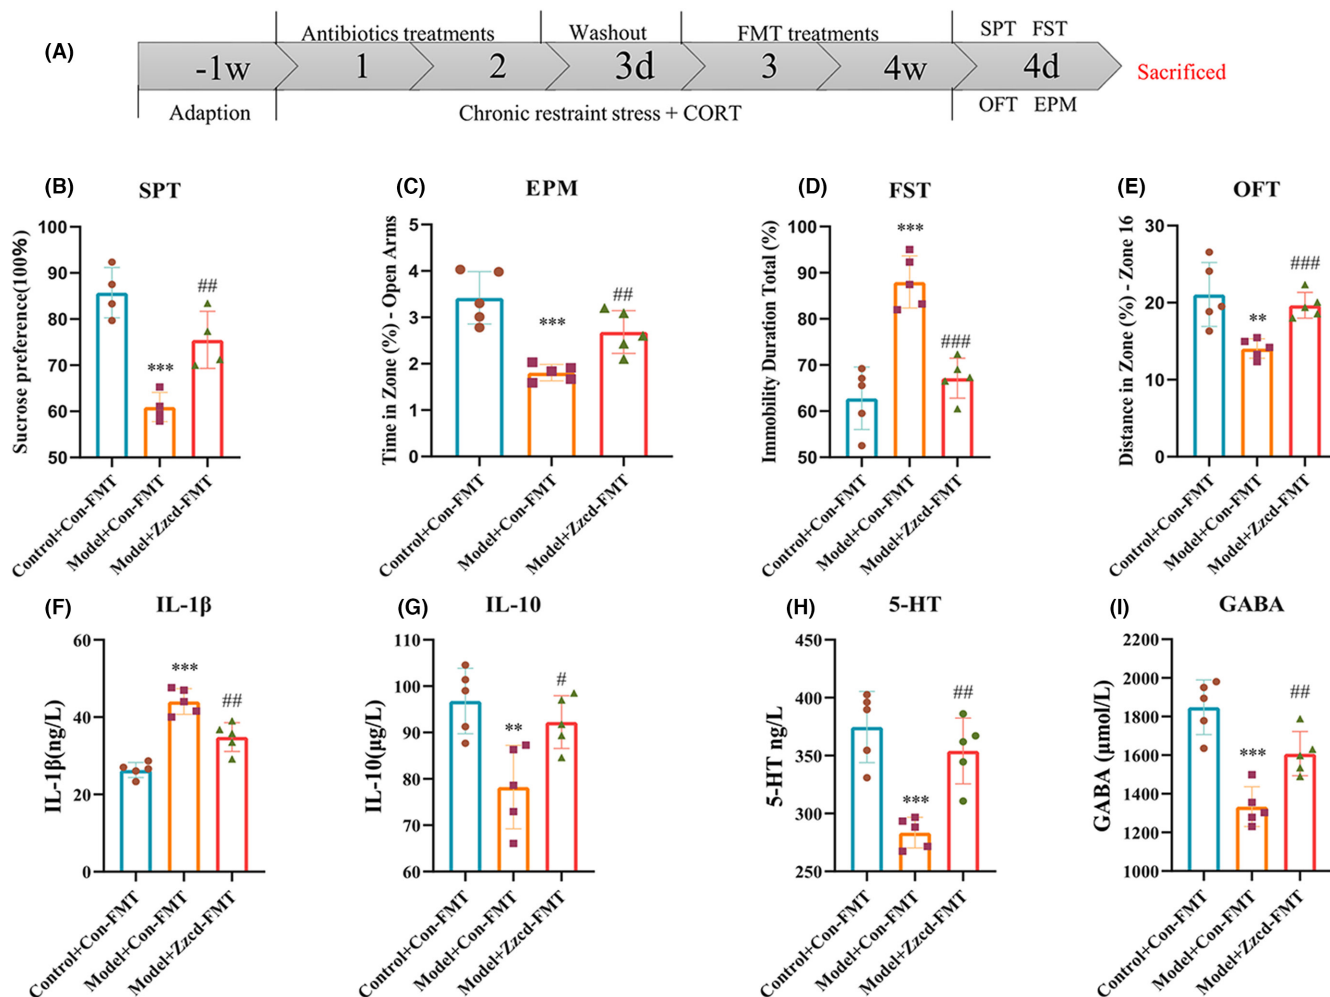 (A)
Antibiotics treatments Washout FMT treatments SPT FST
-1w 1 2 3d 3 4w 4d Sacrificed
Adaption Chronic restraint stress + CORT OFT EPM
(B) SPT
Sucrose preference(100%)
100
90
80
70
60
50
***
##
Control+Con-FMT
Model+Con-FMT
Model+Zzcd-FMT
(C) EPM
Time in Zone (%) - Open Arms
5
4
3
2
1
0
***
##
Control+Con-FMT
Model+Con-FMT
Model+Zzcd-FMT
(D) FST
Immobility Duration Total (%)
100
90
80
70
60
50
***
###
Control+Con-FMT
Model+Con-FMT
Model+Zzcd-FMT
(E) OFT
Distance in Zone (%) - Zone 16
30
20
10
0
**
###
Control+Con-FMT
Model+Con-FMT
Model+Zzcd-FMT
(F) IL-1β
IL-1β(ng/L)
60
40
20
0
***
##
Control+Con-FMT
Model+Con-FMT
Model+Zzcd-FMT
(G) IL-10
IL-10(μg/L)
110
100
90
80
70
60
**
#
Control+Con-FMT
Model+Con-FMT
Model+Zzcd-FMT
(H) 5-HT
5-HT ng/L
450
400
350
300
250
***
##
Control+Con-FMT
Model+Con-FMT
Model+Zzcd-FMT
(I) GABA
GABA (μmol/L)
2200
2000
1800
1600
1400
1200
1000
***
##
Control+Con-FMT
Model+Con-FMT
Model+Zzcd-FMT